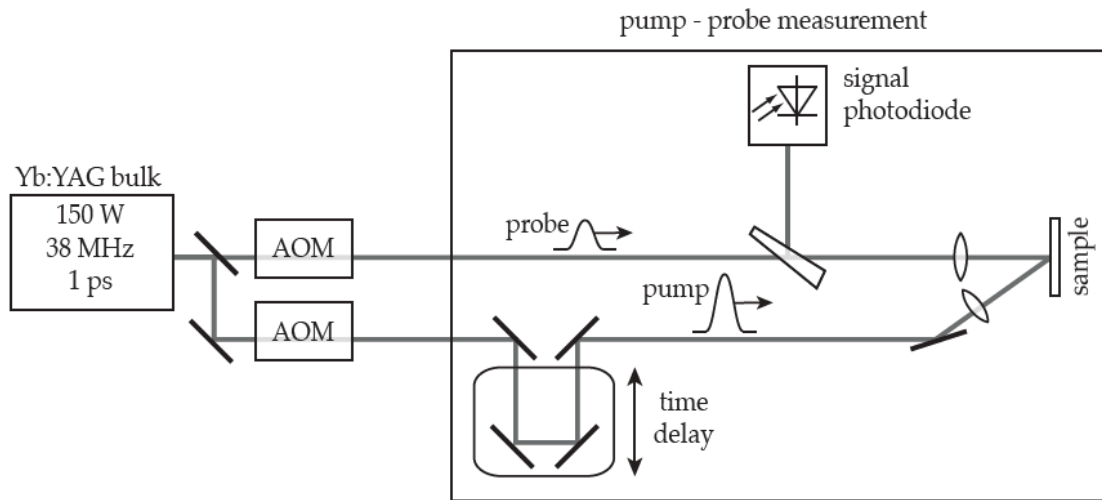 pump - probe measurement
signal
photodiode
Yb:YAG bulk
150 W
38 MHz
1 ps
AOM
probe
sample
pump
AOM
time
delay